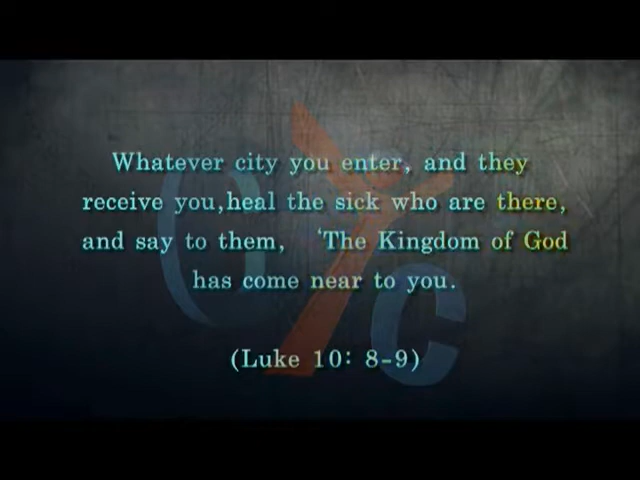 Whatever city you enter, and they
receive you,heal the sick who are there,
and say to them, ‘The Kingdom of God
has come near to you.
(Luke 10: 8-9)